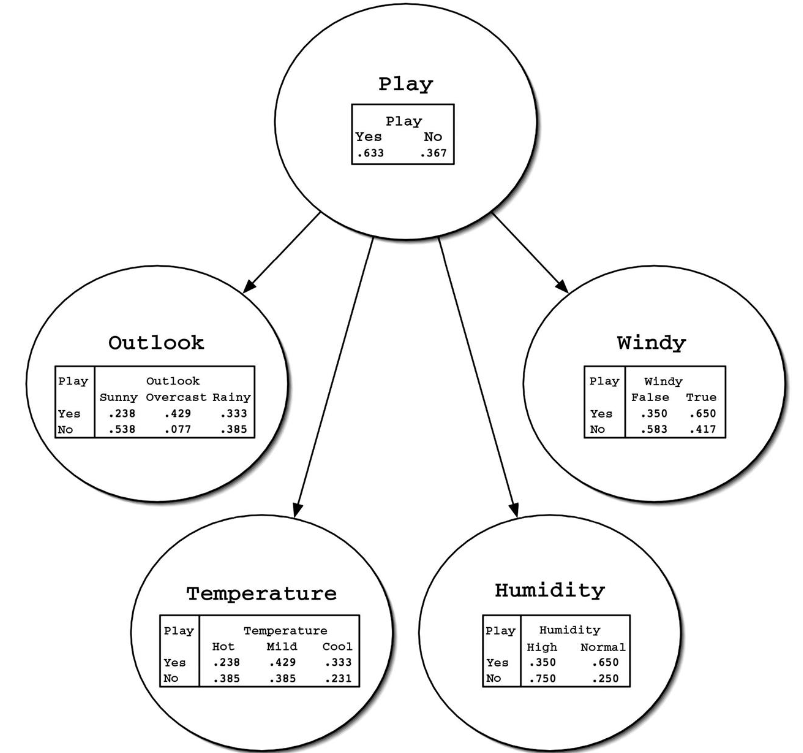 Play
Play
Yes No
.633 .367
Outlook
Play Outlook
Sunny Overcast Rainy
Yes .238 .429 .333
No .538 .077 .385
Windy
Play Windy
False True
Yes .350 .650
No .583 .417
Temperature
Play Temperature
Hot Mild Cool
Yes .238 .429 .333
No .385 .385 .231
Humidity
Play Humidity
High Normal
Yes .350 .650
No .750 .250